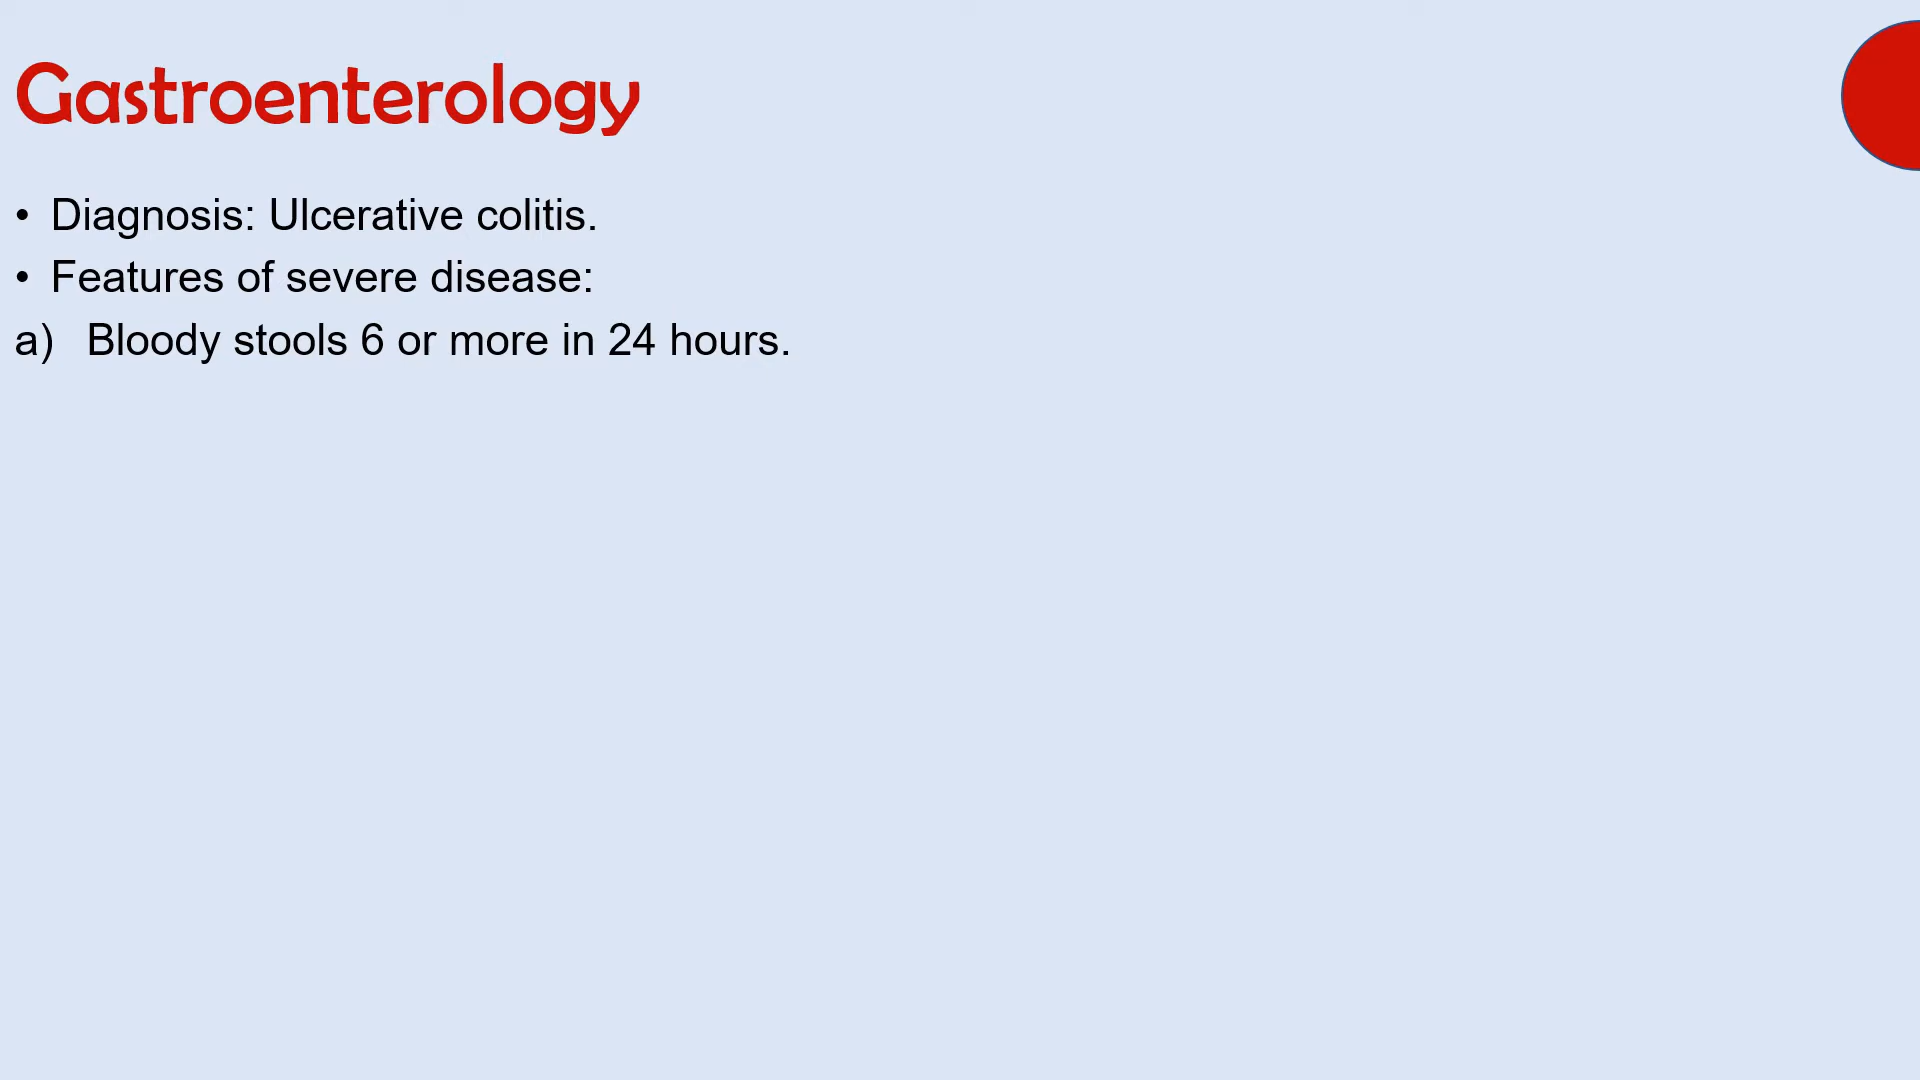 Gastroenterology
• Diagnosis: Ulcerative colitis.
• Features of severe disease:
a) Bloody stools 6 or more in 24 hours.